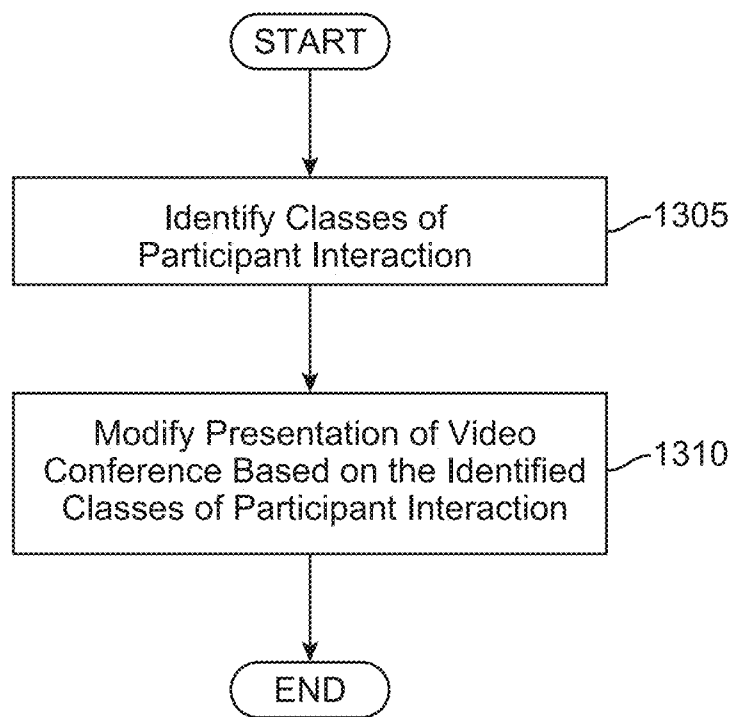 START
Identify Classes of
Participant Interaction
1305
Modify Presentation of Video
Conference Based on the Identified
Classes of Participant Interaction
1310
END